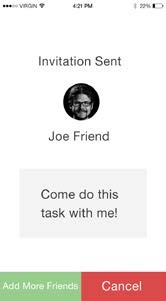 VIRGIN 4:21 PM 22%
Invitation Sent
Joe Friend
Come do this
task with me!
Add More Friends Cancel